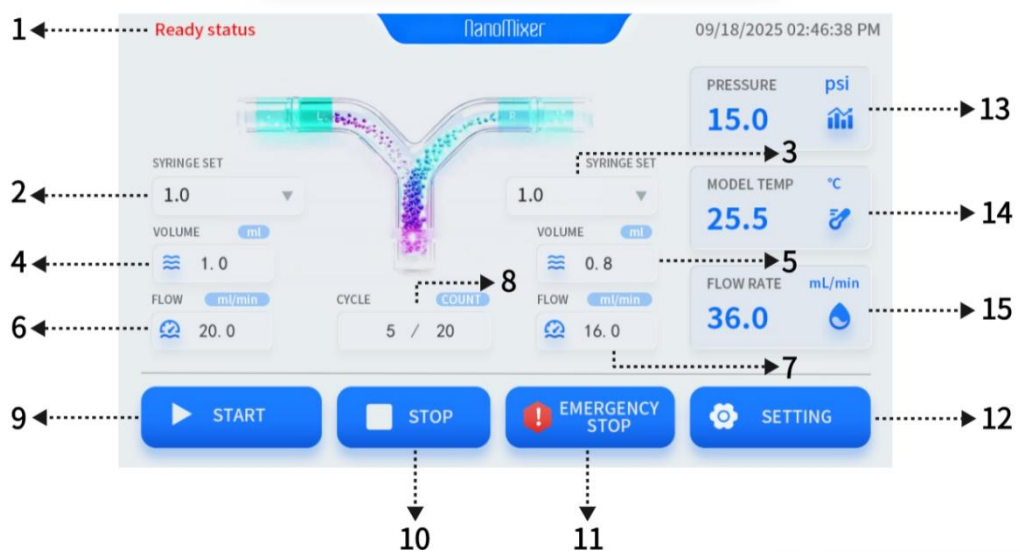 1
Ready status
NanoMixer
09/18/2025 02:46:38 PM
L
R
PRESSURE psi
15.0
13
3
SYRINGE SET
SYRINGE SET
2
1.0
1.0
MODEL TEMP °C
25.5
14
VOLUME ml
VOLUME ml
4
1.0
0.8
5
8
FLOW RATE mL/min
36.0
15
FLOW ml/min
CYCLE COUNT
FLOW ml/min
6
20.0
5 / 20
16.0
7
9
START
STOP
EMERGENCY
STOP
SETTING
12
10
11